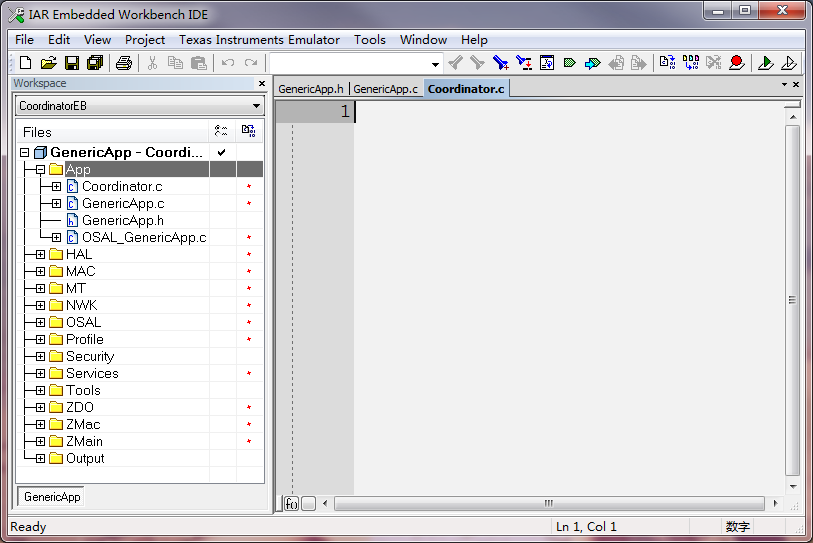 IAR Embedded Workbench IDE
File Edit View Project Texas Instruments Emulator Tools Window Help
Workspace
CoordinatorEB
Files
GenericApp - Coordi...
App
Coordinator.c
GenericApp.c
GenericApp.h
OSAL_GenericApp.c
HAL
MAC
MT
NWK
OSAL
Profile
Security
Services
Tools
ZDO
ZMac
ZMain
Output
GenericApp
GenericApp.h GenericApp.c Coordinator.c
1
f()
Ready Ln 1, Col 1 数字